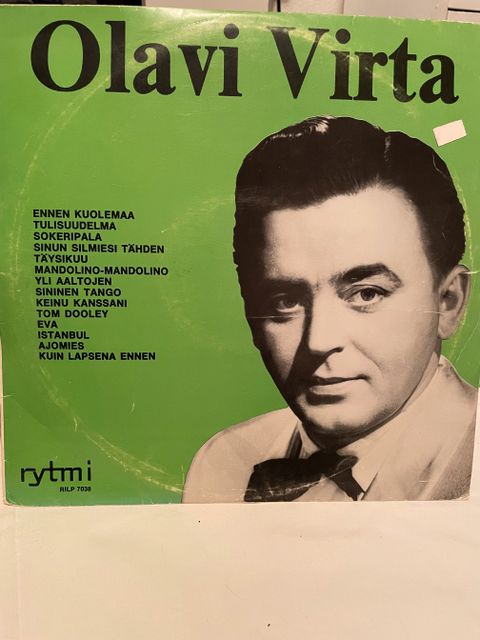 Olavi Virta
ENNEN KUOLEMAA
TULISUUDELMA
SOKERIPALA
SINUN SILMIESI TÄHDEN
TÄYSIKUU
MANDOLINO-MANDOLINO
YLI AALTOJEN
SININEN TANGO
KEINU KANSSANI
TOM DOOLEY
EVA
ISTANBUL
AJOMIES
KUIN LAPSENA ENNEN
rytmi
RILP 7038